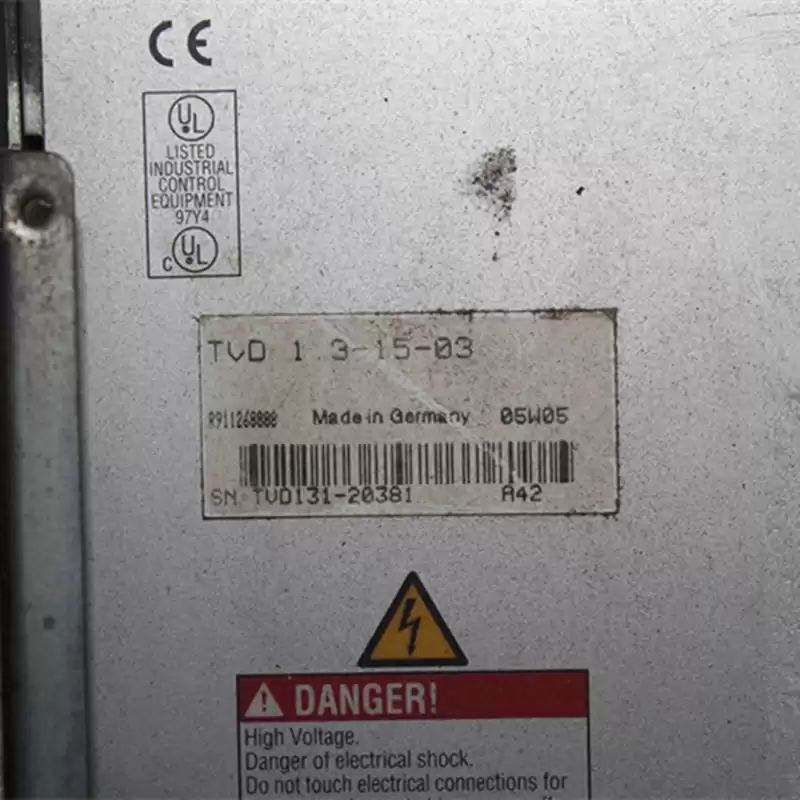 CE
UL
LISTED
INDUSTRIAL
CONTROL
EQUIPMENT
97Y4
C UL
TVD 1.3-15-03
R911268888 Made in Germany 05W05
SN TVD131-20381 A42
DANGER!
High Voltage.
Danger of electrical shock.
Do not touch electrical connections for